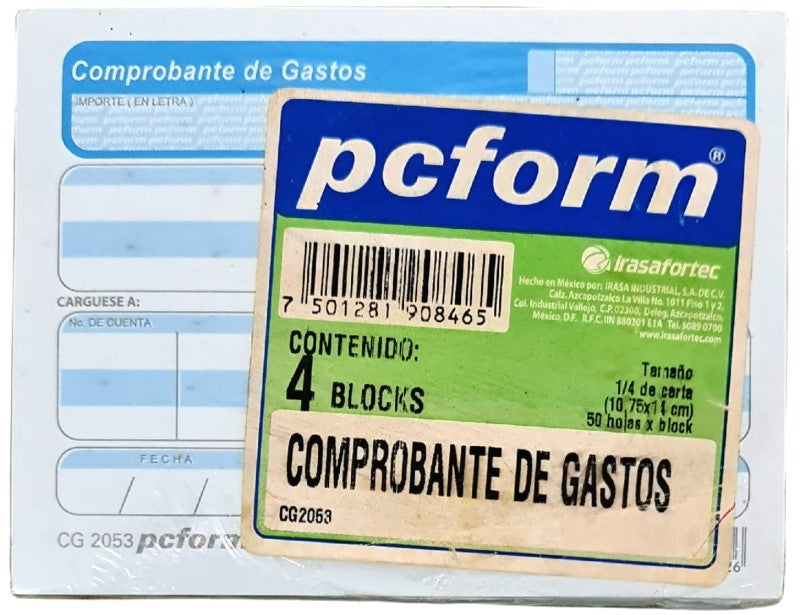 Comprobante de Gastos
IMPORTE ( EN LETRA )
pcform®
irasafortec
Hecho en México por: IRASA INDUSTRIAL, S.A. DE C.V.
Calz. Azcapotzalco La Villa No. 1011 Piso 1 y 2,
Col. Industrial Vallejo, C.P. 02300, Deleg. Azcapotzalco,
México, D.F. R.F.C. IIN 880201 E1A Tel. 5089 0700
www.irasafortec.com
7 501281 908465
CONTENIDO:
4 BLOCKS
Tamaño
1/4 de carta
(10,75x14 cm)
50 hojas x block
COMPROBANTE DE GASTOS
CG2053
CARGUESE A:
No. DE CUENTA
FECHA
/ /
CG 2053 pcform